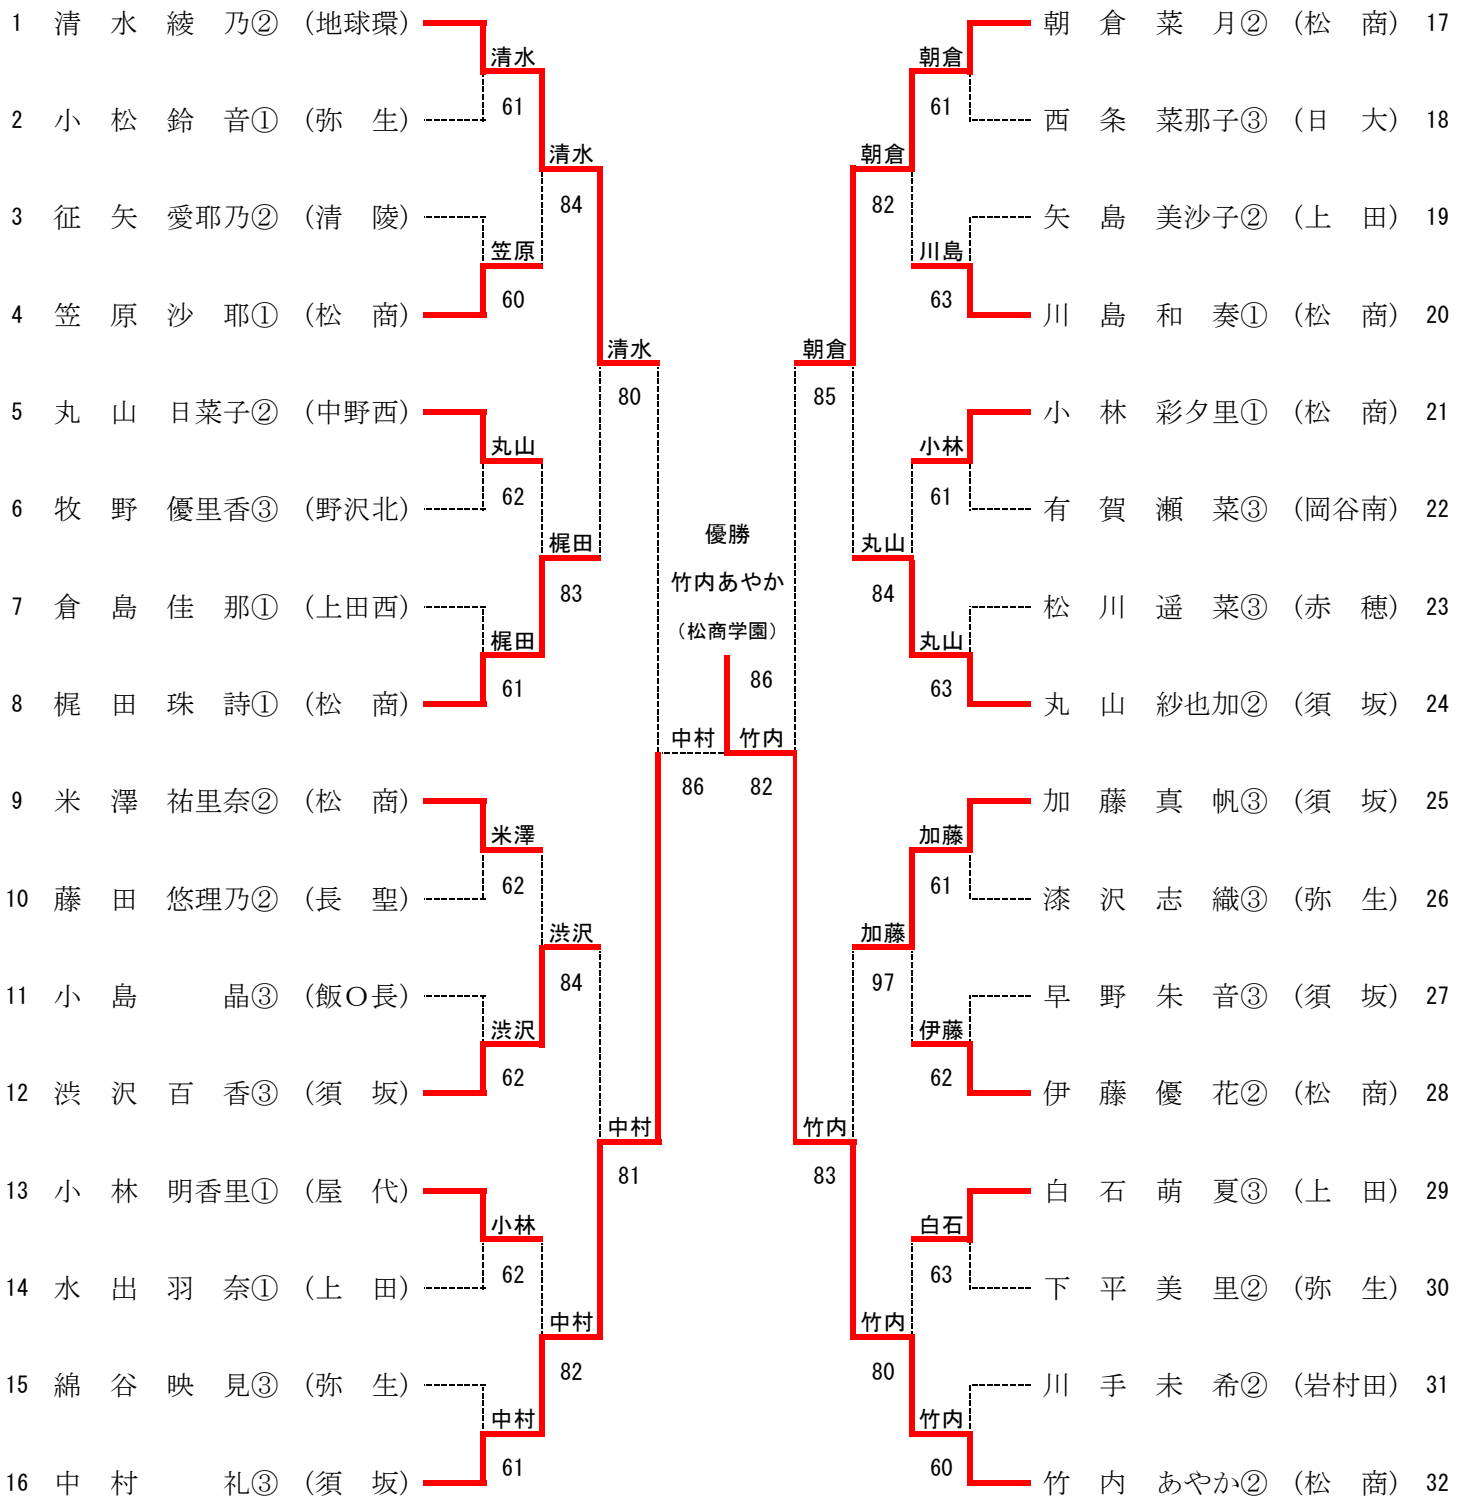 1 清水綾乃② (地球環)
清水
61
2 小松鈴音① (弥生)
清水
84
3 征矢愛耶乃② (清陵)
笠原
60
4 笠原沙耶① (松商)
清水
80
5 丸山日菜子② (中野西)
丸山
62
6 牧野優里香③ (野沢北)
梶田
83
7 倉島佳那① (上田西)
梶田
61
8 梶田珠詩① (松商)
中村
86
9 米澤祐里奈② (松商)
米澤
62
10 藤田悠理乃② (長聖)
渋沢
84
11 小島晶③ (飯O長)
渋沢
62
12 渋沢百香③ (須坂)
中村
81
13 小林明香里① (屋代)
小林
62
14 水出羽奈① (上田)
中村
82
15 綿谷映見③ (弥生)
中村
61
16 中村礼③ (須坂)
優勝
竹内あやか
(松商学園)
86
朝倉菜月② (松商) 17
朝倉
61
西条菜那子③ (日大) 18
朝倉
82
矢島美沙子② (上田) 19
川島
63
川島和奏① (松商) 20
朝倉
85
小林彩夕里① (松商) 21
小林
61
有賀瀬菜③ (岡谷南) 22
丸山
84
松川遥菜③ (赤穂) 23
丸山
63
丸山紗也加② (須坂) 24
竹内
82
加藤真帆③ (須坂) 25
加藤
61
漆沢志織③ (弥生) 26
加藤
97
早野朱音③ (須坂) 27
伊藤
62
伊藤優花② (松商) 28
竹内
83
白石萌夏③ (上田) 29
白石
63
下平美里② (弥生) 30
竹内
80
川手未希② (岩村田) 31
竹内
60
竹内あやか② (松商) 32